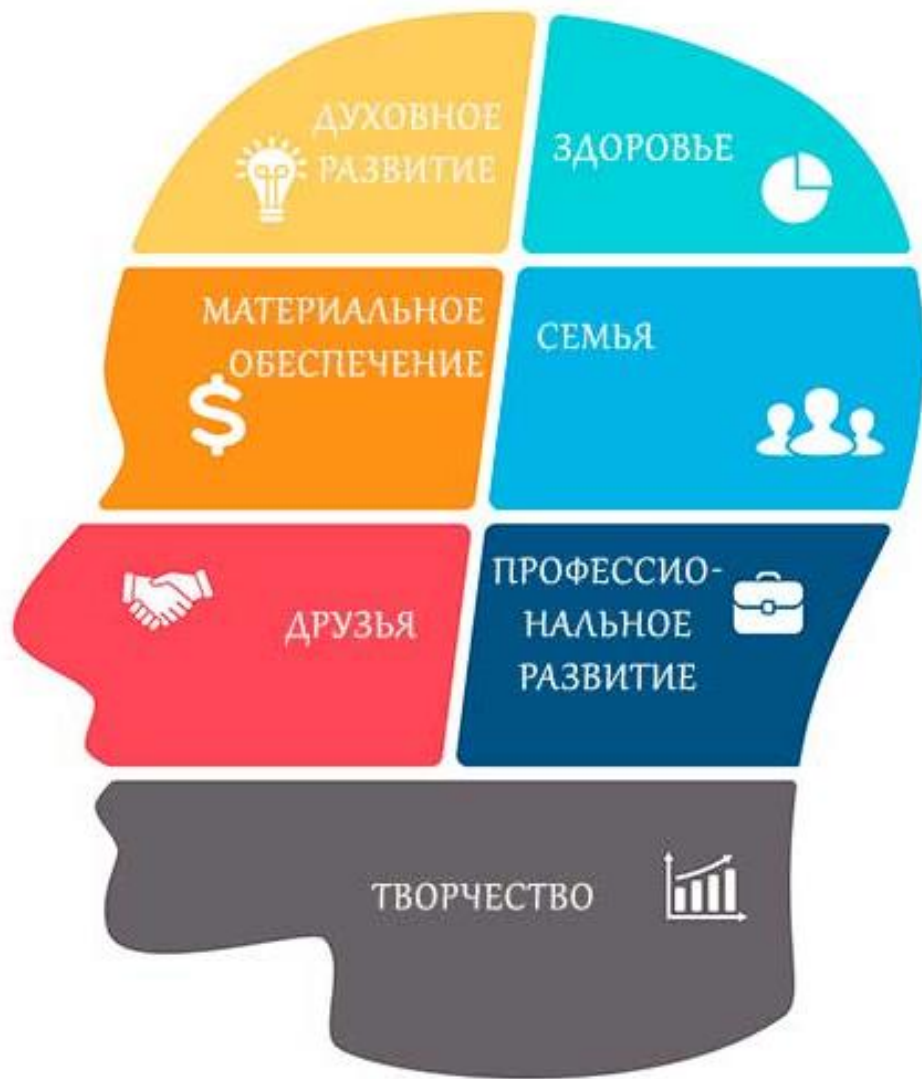 ДУХОВНОЕ
РАЗВИТИЕ
ЗДОРОВЬЕ
МАТЕРИАЛЬНОЕ
ОБЕСПЕЧЕНИЕ
СЕМЬЯ
ДРУЗЬЯ
ПРОФЕССИО-
НАЛЬНОЕ
РАЗВИТИЕ
ТВОРЧЕСТВО